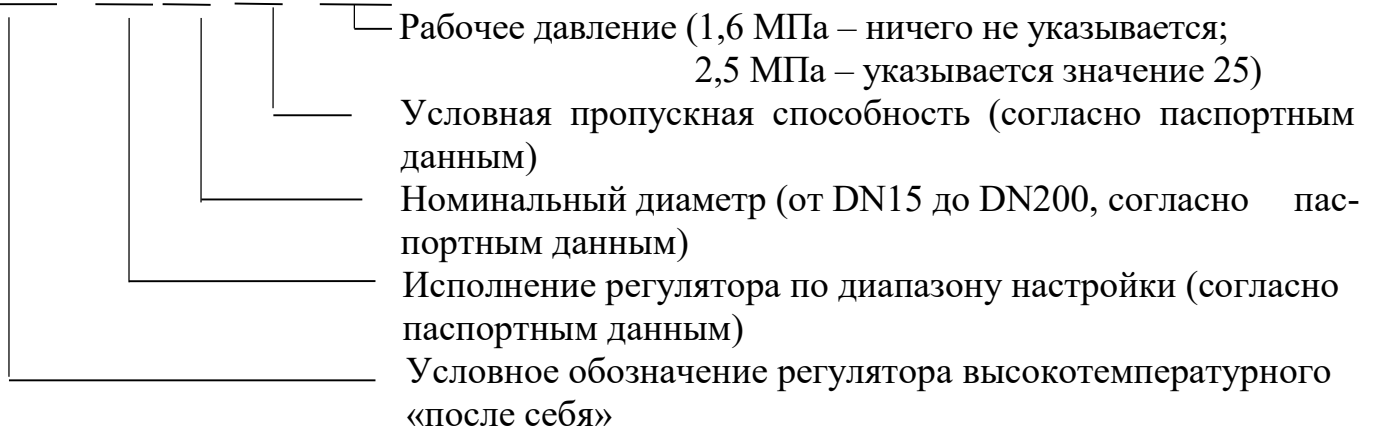 Рабочее давление (1,6 МПа – ничего не указывается;
2,5 МПа – указывается значение 25)
Условная пропускная способность (согласно паспортным
данным)
Номинальный диаметр (от DN15 до DN200, согласно пас-
портным данным)
Исполнение регулятора по диапазону настройки (согласно
паспортным данным)
Условное обозначение регулятора высокотемпературного
«после себя»